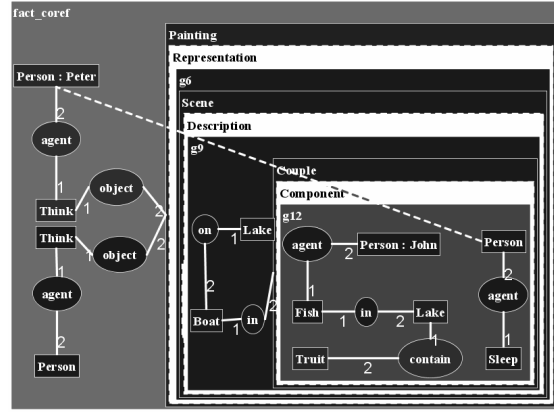 fact_coref
Painting
Representation
Person : Peter
g6
Scene
2
Description
agent
g9
Couple
1
object
Component
2
g12
Think
1
on
1
Lake
agent
2
Person : John
Person
Think
1
object
2
2
1
2
1
agent
2
agent
Boat
1
in
2
Fish
1
in
2
Lake
1
1
2
Person
Truit
2
contain
Sleep